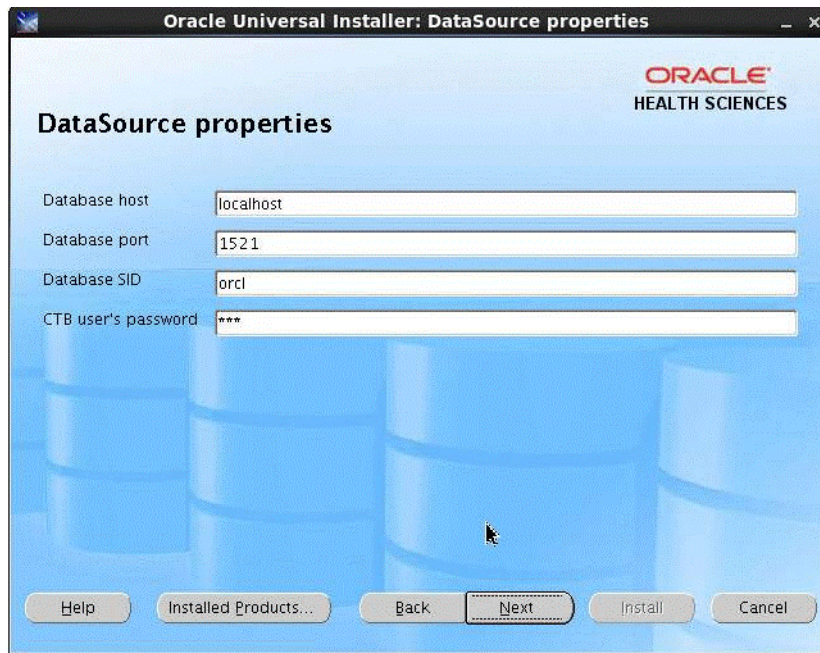 Oracle Universal Installer: DataSource properties
ORACLE
HEALTH SCIENCES
DataSource properties
Database host localhost
Database port 1521
Database SID orcl
CTB user's password ***
Help Installed Products... Back Next Install Cancel